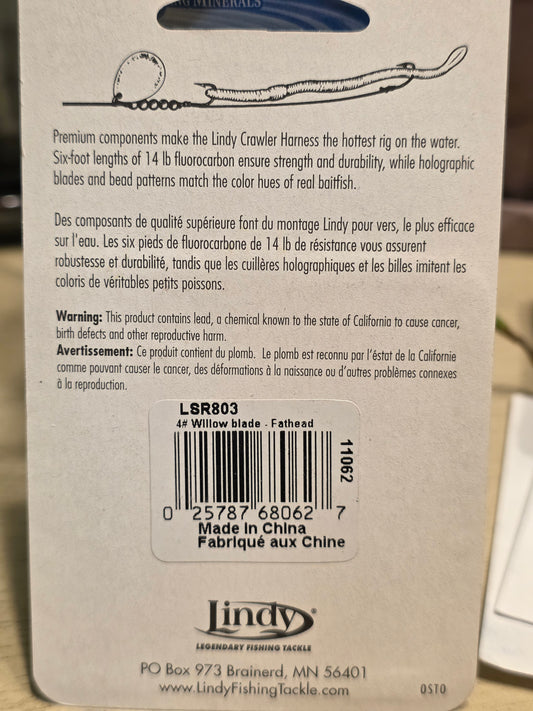 MINERALS
Premium components make the Lindy Crawler Harness the hottest rig on the water.
Six-foot lengths of 14 lb fluorocarbon ensure strength and durability, while holographic
blades and bead patterns match the color hues of real baitfish.
Des composants de qualité supérieure font du montage Lindy pour vers, le plus efficace
sur l'eau. Les six pieds de fluorocarbone de 14 lb de résistance vous assurent
robustesse et durabilité, tandis que les cuillères holographiques et les billes imitent les
coloris de véritables petits poissons.
Warning: This product contains lead, a chemical known to the state of California to cause cancer,
birth defects and other reproductive harm.
Avertissement: Ce produit contient du plomb. Le plomb est reconnu par l'éstat de la Californie
comme pouvant causer le cancer, des déformations à la naissance ou d'autres problèmes connexes
à la reproduction.
LSR803
4# Willow blade - Fathead
11062
0 25787 68062 7
Made in China
Fabriqué aux Chine
Lindy®
LEGENDARY FISHING TACKLE
PO Box 973 Brainerd, MN 56401
www.LindyFishingTackle.com
OSTO